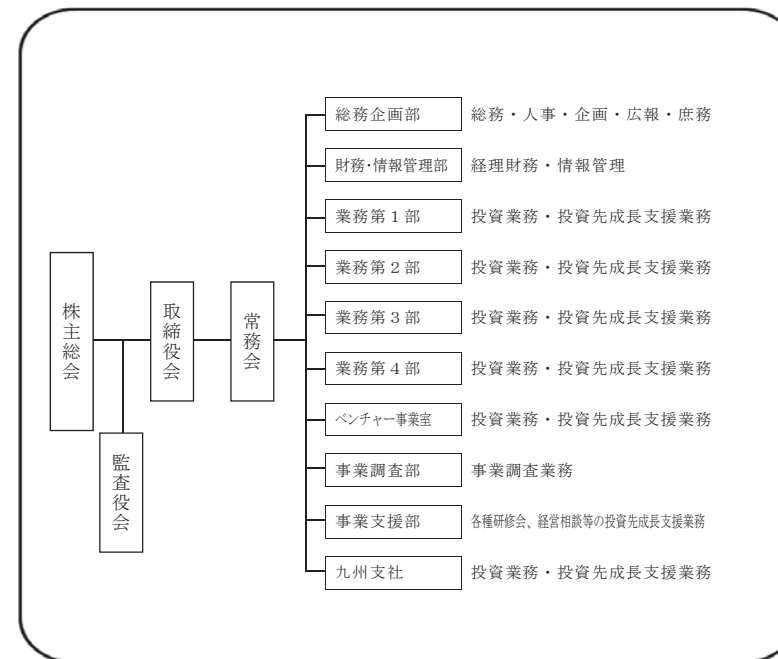 株主総会
監査役会
取締役会
常務会
総務企画部 総務・人事・企画・広報・庶務
財務・情報管理部 経理財務・情報管理
業務第１部 投資業務・投資先成長支援業務
業務第２部 投資業務・投資先成長支援業務
業務第３部 投資業務・投資先成長支援業務
業務第４部 投資業務・投資先成長支援業務
ベンチャー事業室 投資業務・投資先成長支援業務
事業調査部 事業調査業務
事業支援部 各種研修会、経営相談等の投資先成長支援業務
九州支社 投資業務・投資先成長支援業務